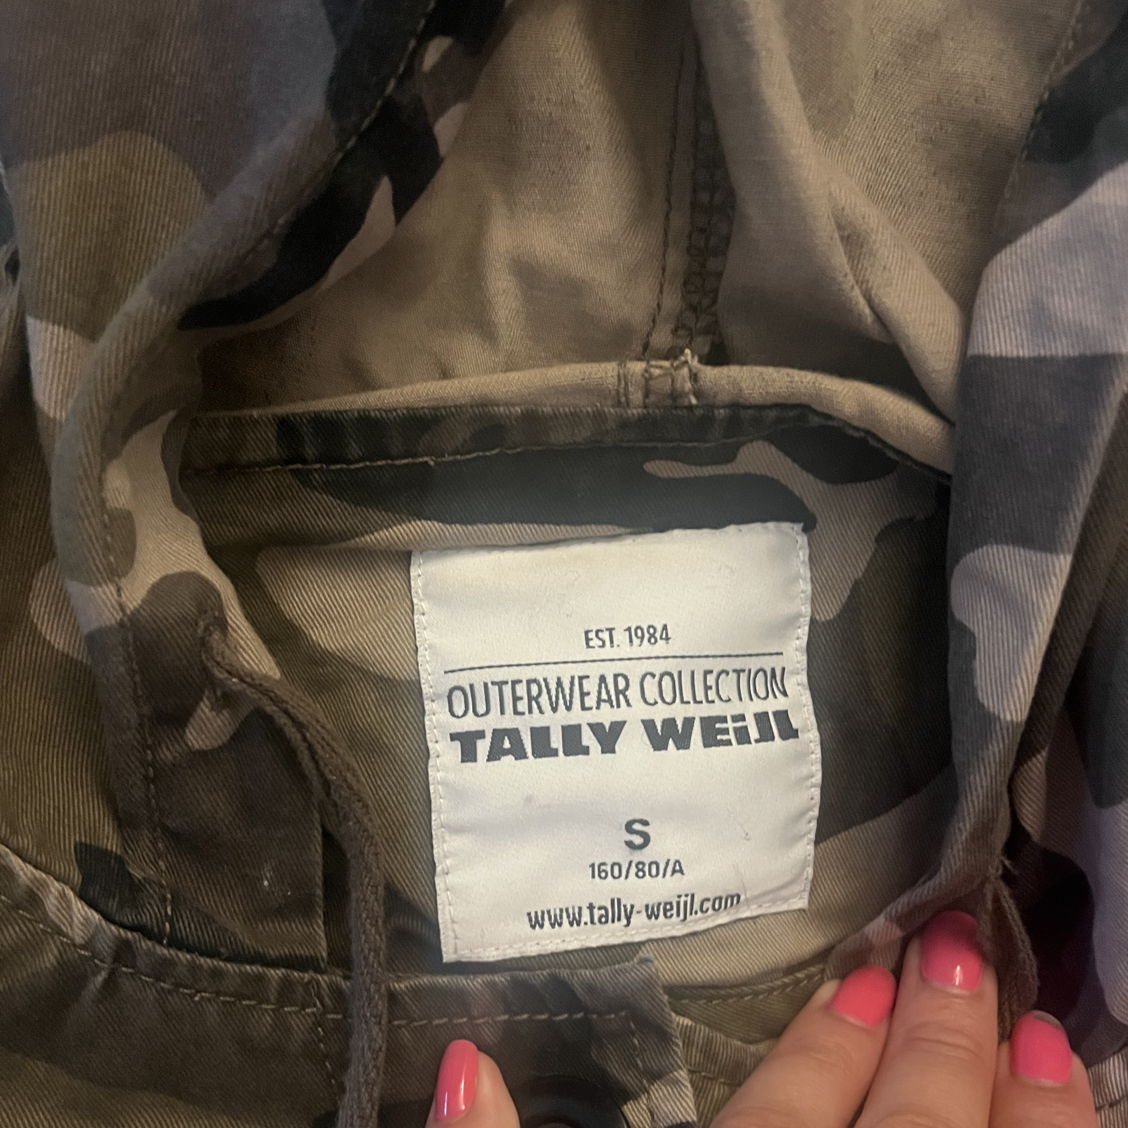 EST. 1984
OUTERWEAR COLLECTION
TALLY WEiJL
S
160/80/A
www.tally-weijl.com